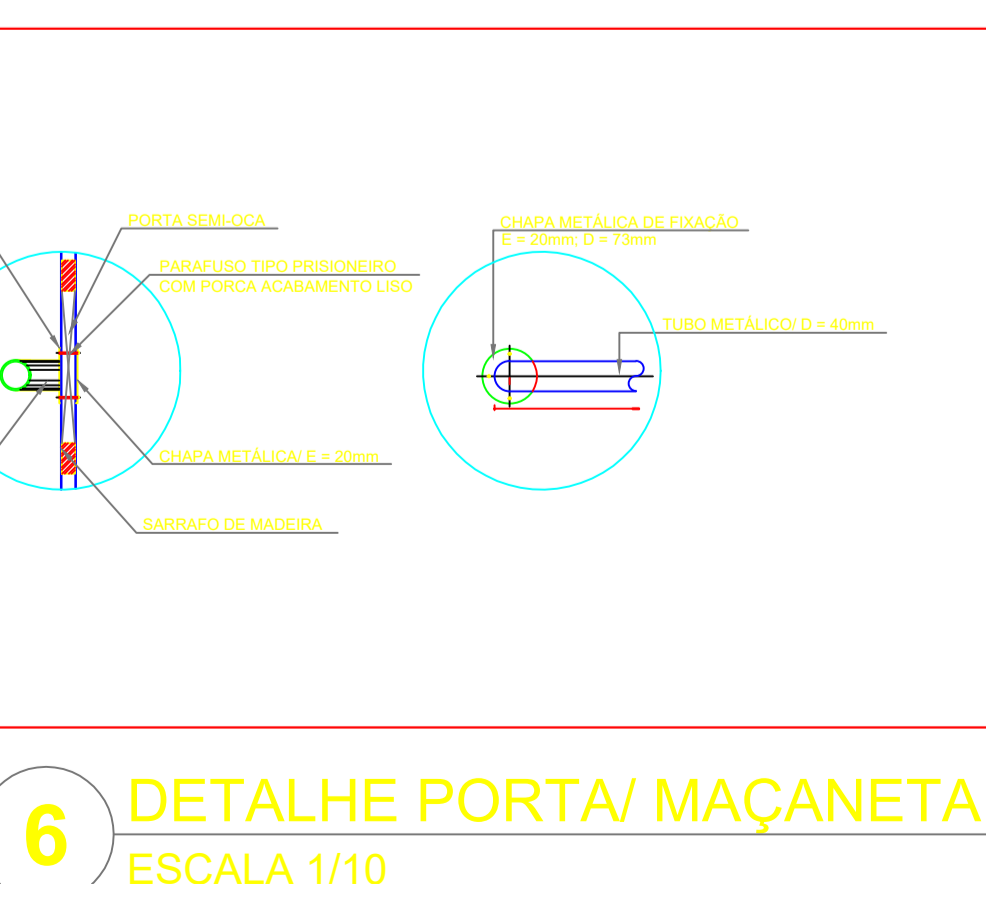 PORTA SEMI-OCA
PARAFUSO TIPO PRISIONEIRO
COM PORCA ACABAMENTO LISO
CHAPA METÁLICA/ E = 20mm
SARRAFO DE MADEIRA
CHAPA METÁLICA DE FIXAÇÃO
E = 20mm; D = 73mm
TUBO METÁLICO/ D = 40mm
6
DETALHE PORTA/ MAÇANETA
ESCALA 1/10